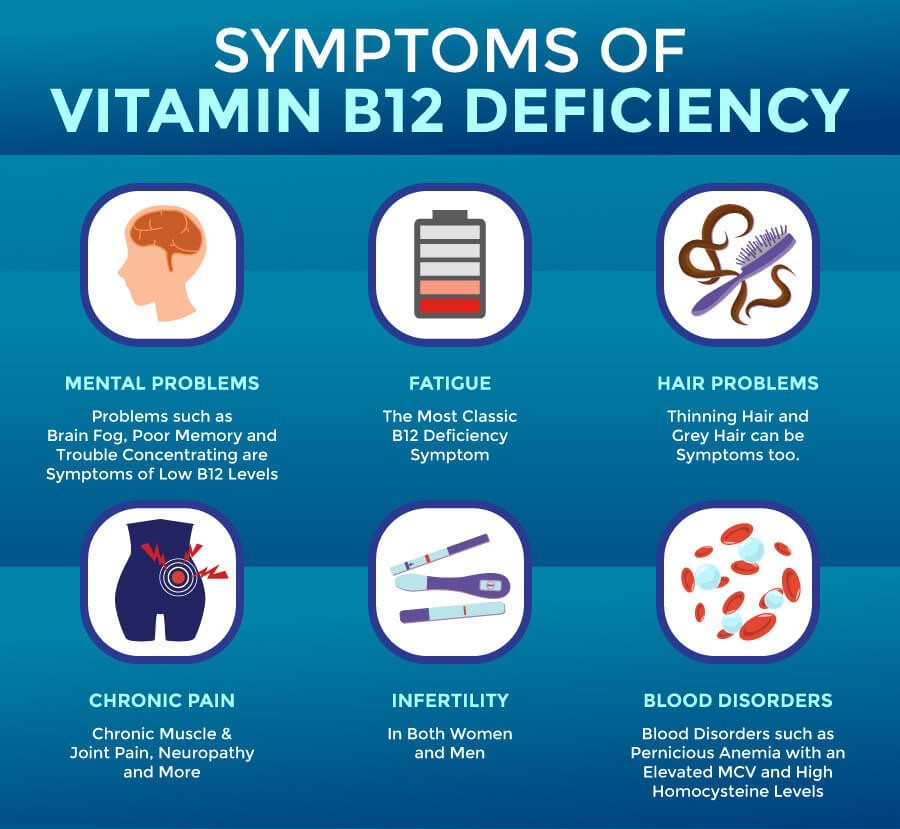 SYMPTOMS OF
VITAMIN B12 DEFICIENCY
MENTAL PROBLEMS
Problems such as
Brain Fog, Poor Memory and
Trouble Concentrating are
Symptoms of Low B12 Levels
FATIGUE
The Most Classic
B12 Deficiency
Symptom
HAIR PROBLEMS
Thinning Hair and
Grey Hair can be
Symptoms too.
CHRONIC PAIN
Chronic Muscle &
Joint Pain, Neuropathy
and More
INFERTILITY
In Both Women
and Men
BLOOD DISORDERS
Blood Disorders such as
Pernicious Anemia with an
Elevated MCV and High
Homocysteine Levels